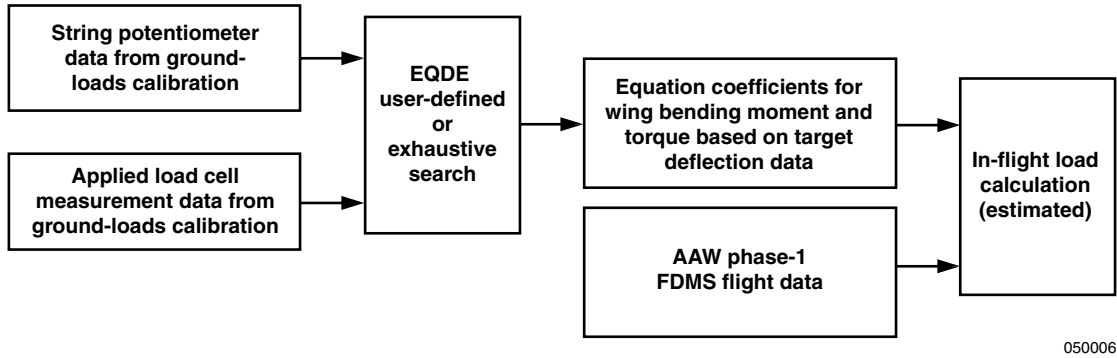 String potentiometer
data from ground-
loads calibration
Applied load cell
measurement data from
ground-loads calibration
EQDE
user-defined
or
exhaustive
search
Equation coefficients for
wing bending moment and
torque based on target
deflection data
AAW phase-1
FDMS flight data
In-flight load
calculation
(estimated)
050006